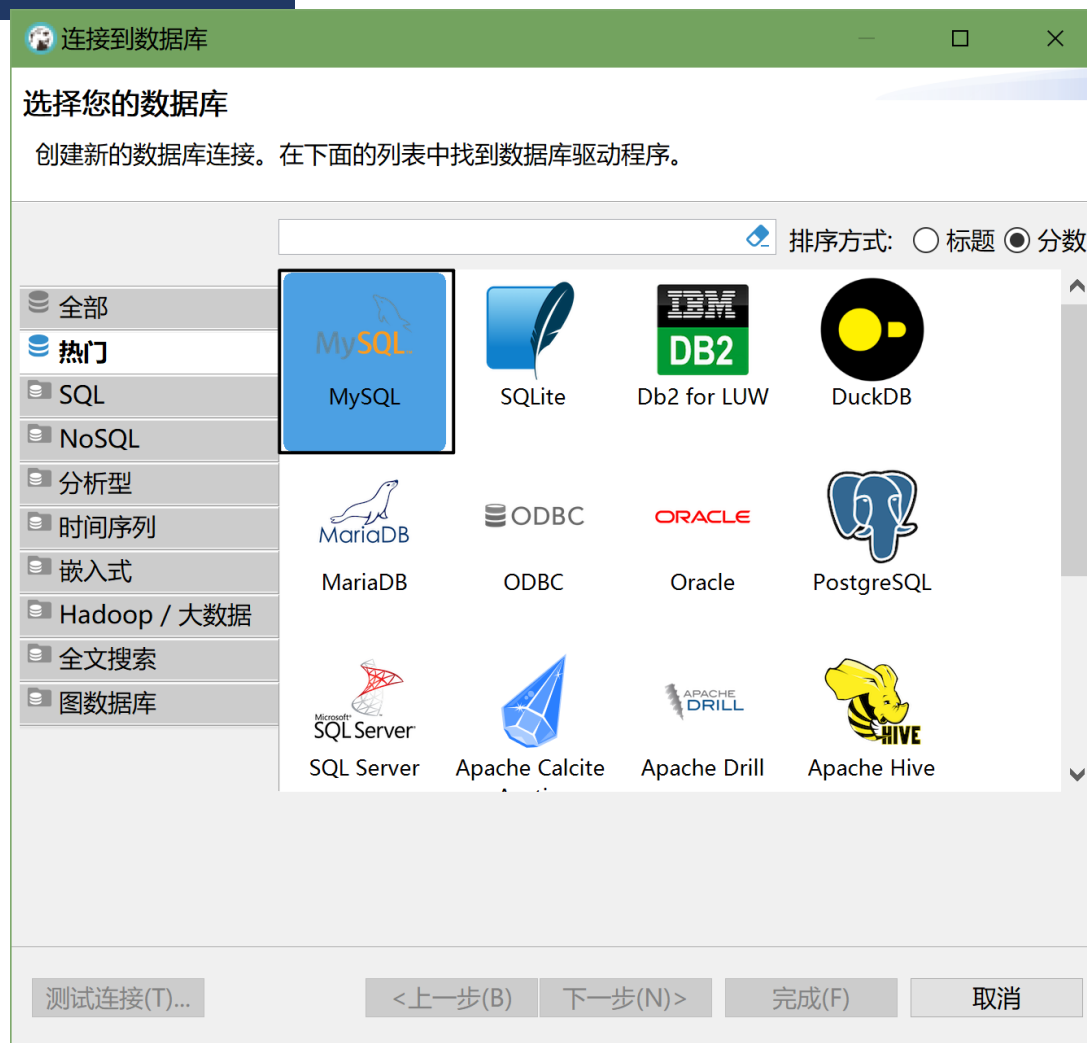 连接到数据库
选择您的数据库
创建新的数据库连接。在下面的列表中找到数据库驱动程序。
排序方式: 标题 分数
全部
热门
SQL
NoSQL
分析型
时间序列
嵌入式
Hadoop / 大数据
全文搜索
图数据库
MySQL™
IBM
DB2
MySQL SQLite Db2 for LUW DuckDB
MariaDB ODBC ORACLE
MariaDB ODBC Oracle PostgreSQL
Microsoft®
SQL Server
APACHE
DRILL
HIVE
SQL Server Apache Calcite Apache Drill Apache Hive
测试连接(T)... <上一步(B) 下一步(N)> 完成(F) 取消